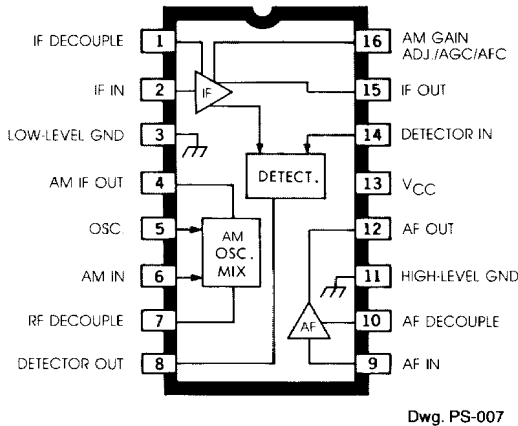 IF DECOUPLE 1
IF IN 2
LOW-LEVEL GND 3
AM IF OUT 4
OSC. 5
AM IN 6
RF DECOUPLE 7
DETECTOR OUT 8
IF
DETECT.
AM
OSC.
MIX
AF
16 AM GAIN
ADJ./AGC/AFC
15 IF OUT
14 DETECTOR IN
13 VCC
12 AF OUT
11 HIGH-LEVEL GND
10 AF DECOUPLE
9 AF IN
Dwg. PS-007